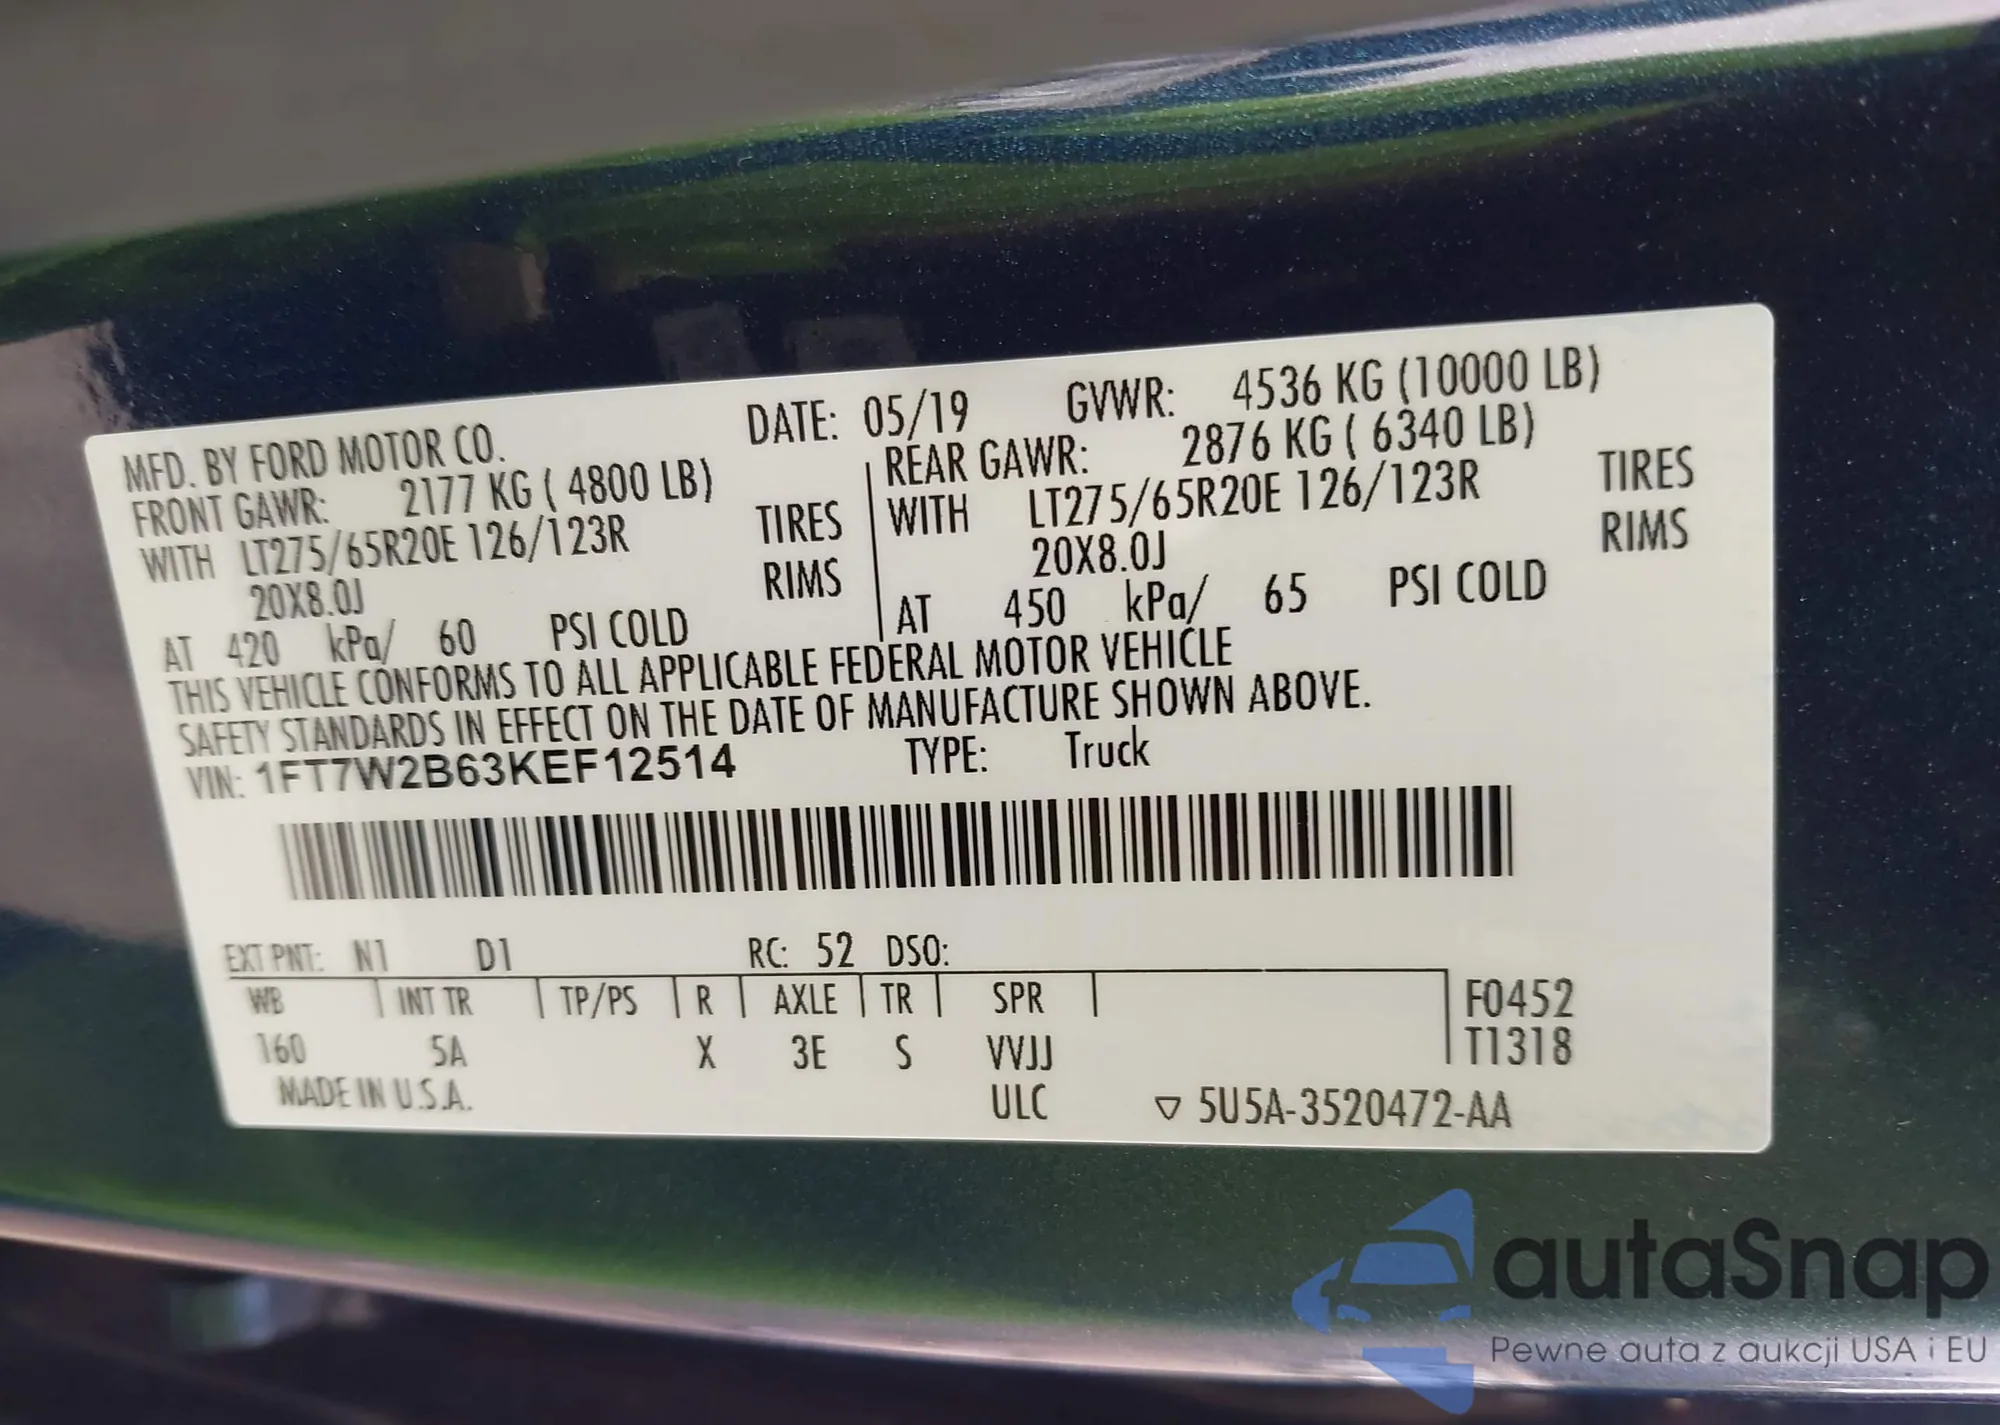 MFD. BY FORD MOTOR CO. DATE: 05/19 GVWR: 4536 KG (10000 LB)
FRONT GAWR: 2177 KG ( 4800 LB) REAR GAWR: 2876 KG ( 6340 LB)
WITH LT275/65R20E 126/123R TIRES WITH LT275/65R20E 126/123R TIRES
20X8.0J RIMS 20X8.0J RIMS
AT 420 kPa/ 60 PSI COLD AT 450 kPa/ 65 PSI COLD
THIS VEHICLE CONFORMS TO ALL APPLICABLE FEDERAL MOTOR VEHICLE
SAFETY STANDARDS IN EFFECT ON THE DATE OF MANUFACTURE SHOWN ABOVE.
VIN: 1FT7W2B63KEF12514 TYPE: Truck
EXT PNT: N1 D1 RC: 52 DSO:
WB INT TR TP/PS R AXLE TR SPR F0452
160 5A X 3E S VVJJ T1318
MADE IN U.S.A. ULC ▽ 5U5A-3520472-AA
autaSnap
Pewne auta z aukcji USA i EU